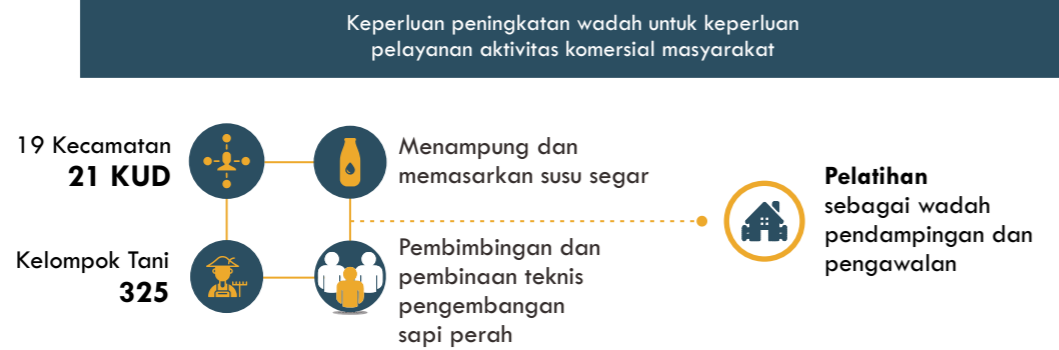 Keperluan peningkatan wadah untuk keperluan
pelayanan aktivitas komersial masyarakat
19 Kecamatan
21 KUD
Menampung dan
memasarkan susu segar
Kelompok Tani
325
Pembimbingan dan
pembinaan teknis
pengembangan
sapi perah
Pelatihan
sebagai wadah
pendampingan dan
pengawalan